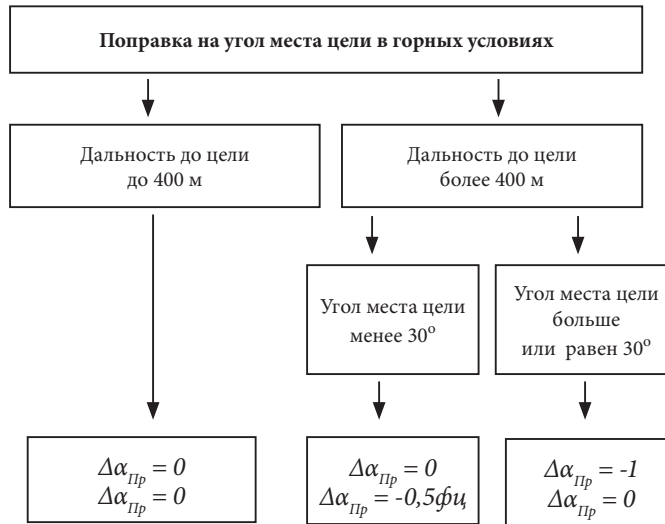 Поправка на угол места цели в горных условиях
Дальность до цели
до 400 м
Дальность до цели
более 400 м
Угол места цели
менее 30°
Угол места цели
больше
или равен 30°
Δα_Пр = 0
Δα_Пр = 0
Δα_Пр = 0
Δα_Пр = -0,5фц
Δα_Пр = -1
Δα_Пр = 0